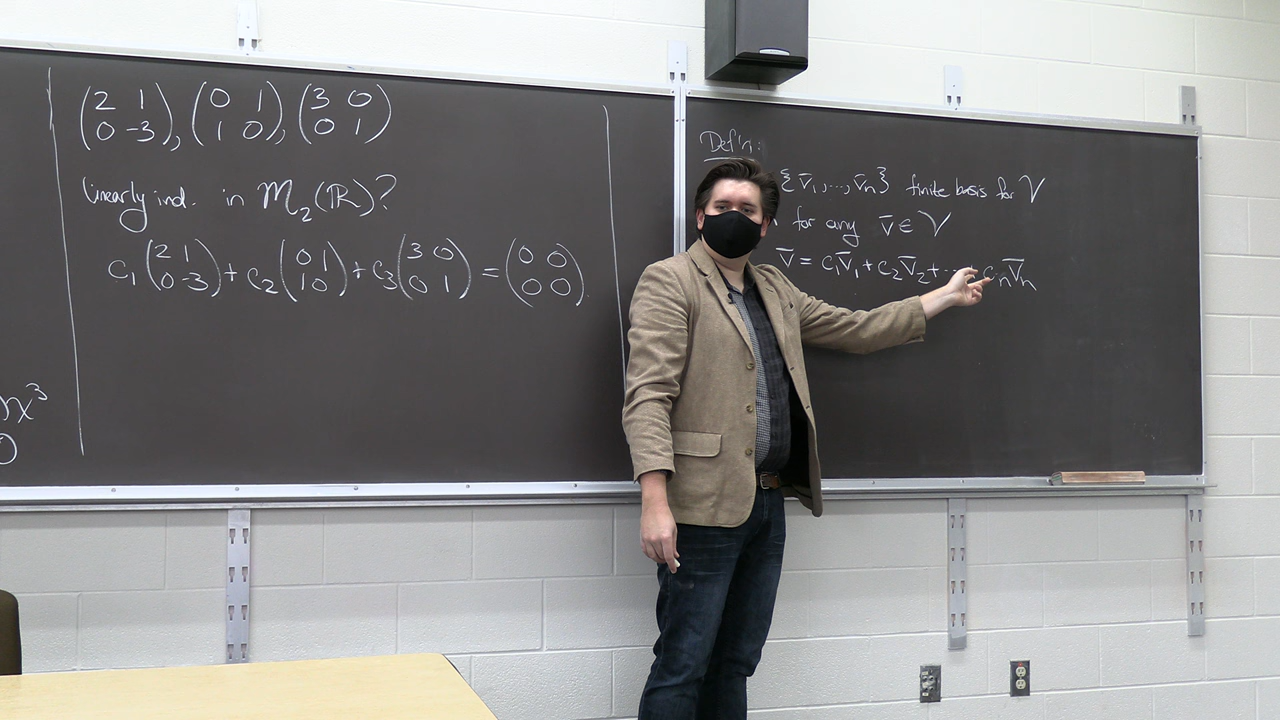 (2 1
0 -3), (0 1
1 0), (3 0
0 1)
linearly ind. in M₂(ℝ)?
c₁(2 1
0 -3) + c₂(0 1
1 0) + c₃(3 0
0 1) = (0 0
0 0)
x³
0
Def'n:
{v̄₁,...,v̄ₙ} finite basis for V
for any v̄ ∈ V
v̄ = c₁v̄₁ + c₂v̄₂ + ... + cₙv̄ₙ